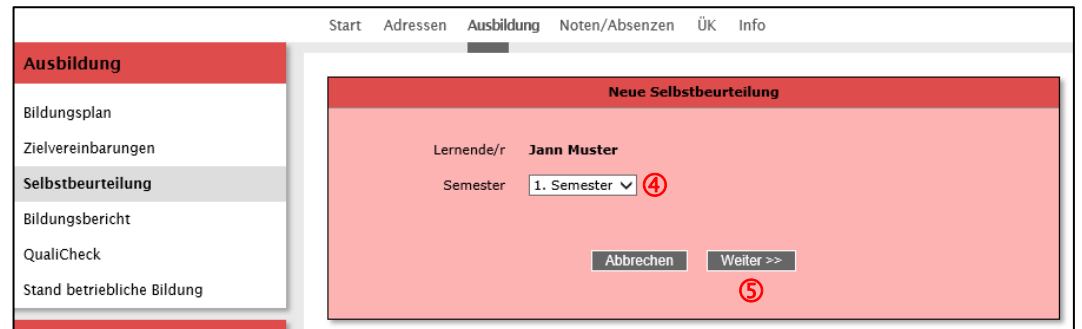 Start Adressen Ausbildung Noten/Absenzen ÜK Info
Ausbildung
Bildungsplan
Zielvereinbarungen
Selbstbeurteilung
Bildungsbericht
QualiCheck
Stand betriebliche Bildung
Neue Selbstbeurteilung
Lernende/r Jann Muster
Semester 1. Semester ④
Abbrechen Weiter >>
⑤